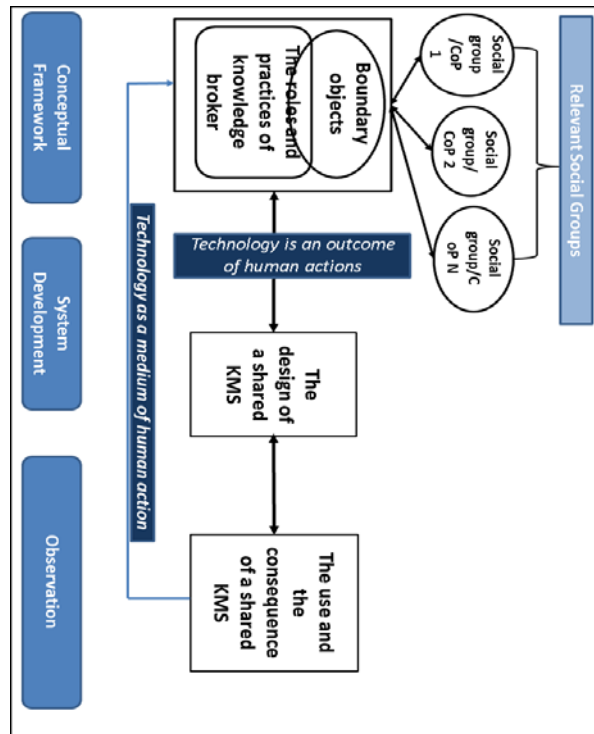 Relevant Social Groups
Social
group
/CoP
1
Social
group/
CoP 2
Social
group/C
oP N
Boundary
objects
The roles and
practices of
knowledge
broker
Technology is an outcome
of human actions
The
design of
a shared
KMS
The use and
the
consequence
of a shared
KMS
Technology as a medium of human action
Conceptual
Framework
System
Development
Observation